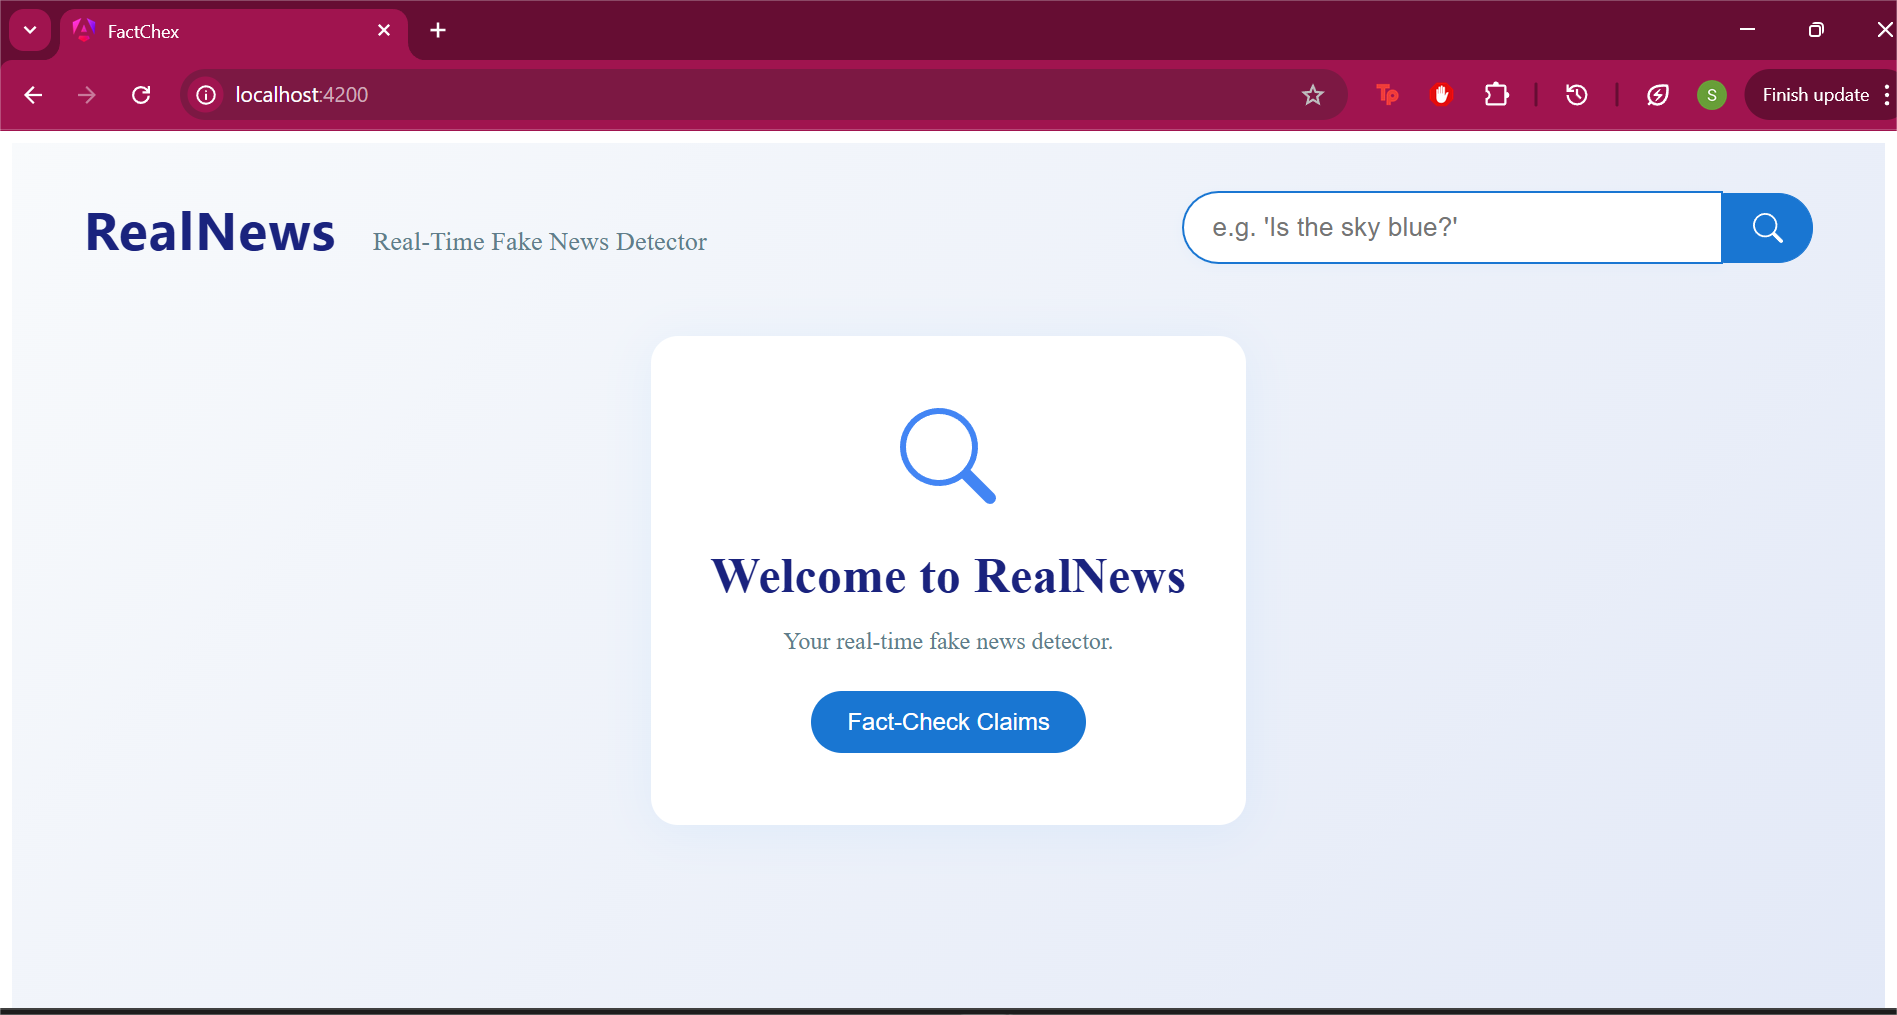 FactChex
localhost:4200
S
Finish update
RealNews
Real-Time Fake News Detector
e.g. 'Is the sky blue?'
Welcome to RealNews
Your real-time fake news detector.
Fact-Check Claims